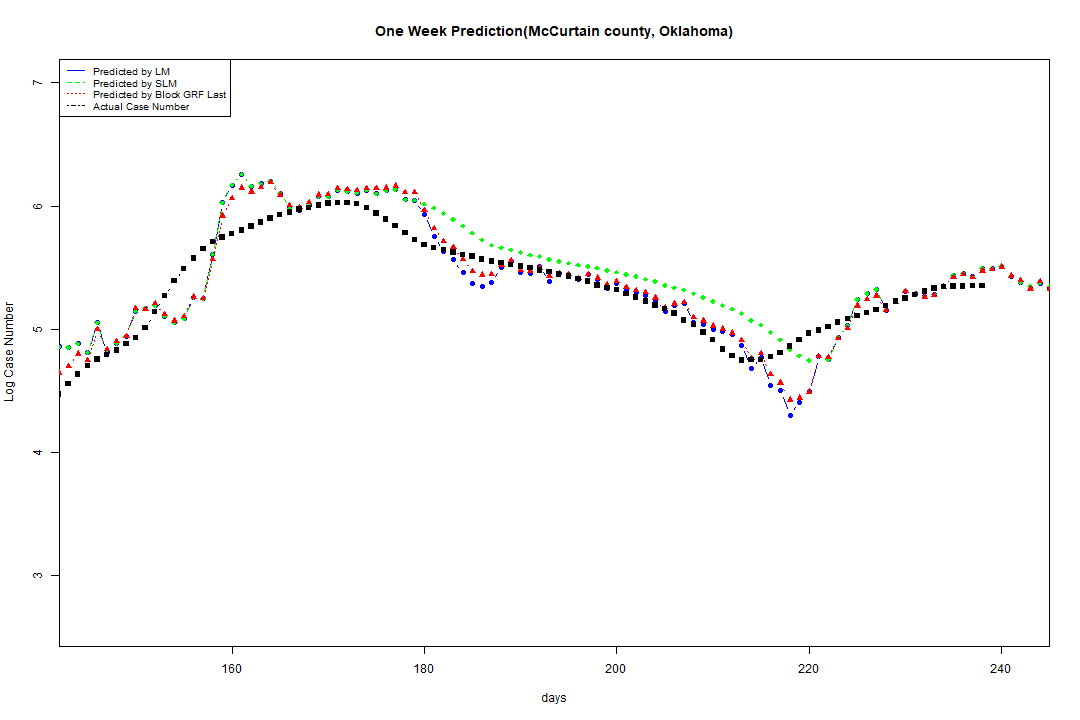 One Week Prediction(McCurtain county, Oklahoma)
Predicted by LM
Predicted by SLM
Predicted by Block GRF Last
Actual Case Number
7
6
5
4
3
Log Case Number
160 180 200 220 240
days